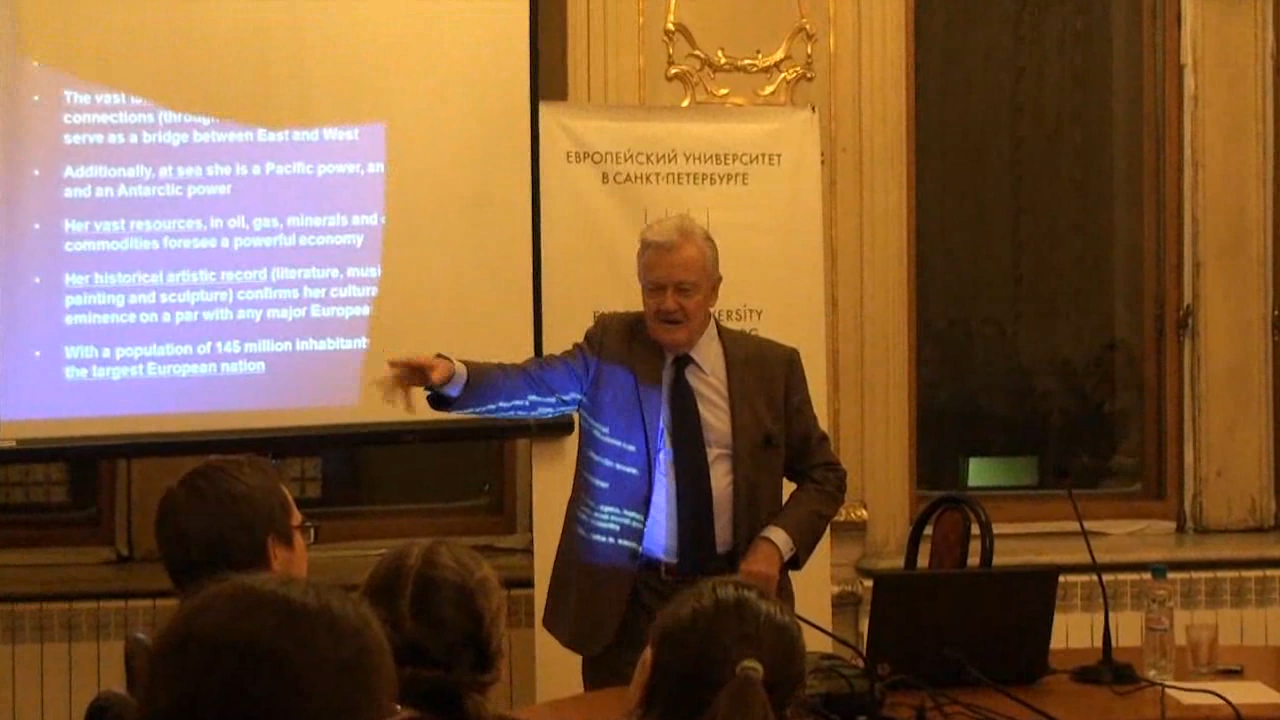 The vast
connections
serve as a bridge between East and West
Additionally, at sea she is a Pacific power, an
and an Antarctic power
Her vast resources, in oil, gas, minerals and
commodities foresee a powerful economy
Her historical artistic record (literature, musi
painting and sculpture) confirms her cultur
eminence on a par with any major Europea
With a population of 145 million inhabitant
the largest European nation
ЕВРОПЕЙСКИЙ УНИВЕРСИТЕТ
В САНКТ-ПЕТЕРБУРГЕ